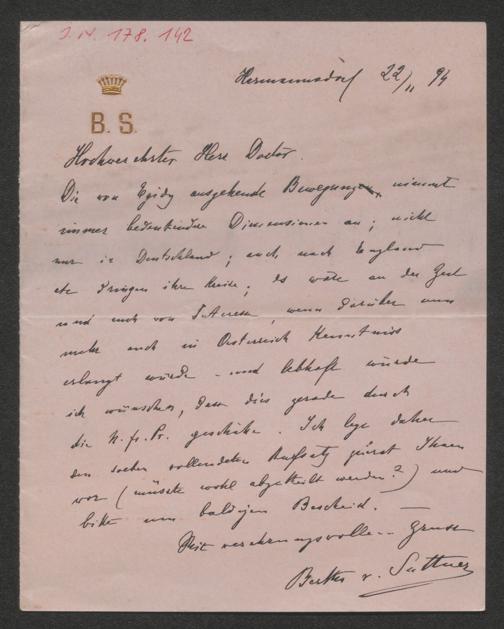 J. N. 178.142
Hermannsdorf 22/11 94
B. S.
Hochverehrter Herr Doctor.
Die von Egidy ausgehende Bewegung, nimmt
immer bedeutendere Dimensionen an; nicht
nur in Deutschland; auch nach England
etc dringen ihre Kreise; es wäre an der Zeit
und auch von Interesse, wenn darüber nun
mehr auch in Oesterreich Kenntniss
erlangt würde – und lebhaft würde
ich wünschen, dass dies gerade durch
die N. fr. Pr. geschähe. Ich lege daher
den soeben vollendeten Aufsatz zuerst Ihnen
vor (müsste wohl abgetheilt werden?) und
bitte um baldigen Bescheid. —
Mit verehrungsvollem Gruss
Bertha v. Suttner